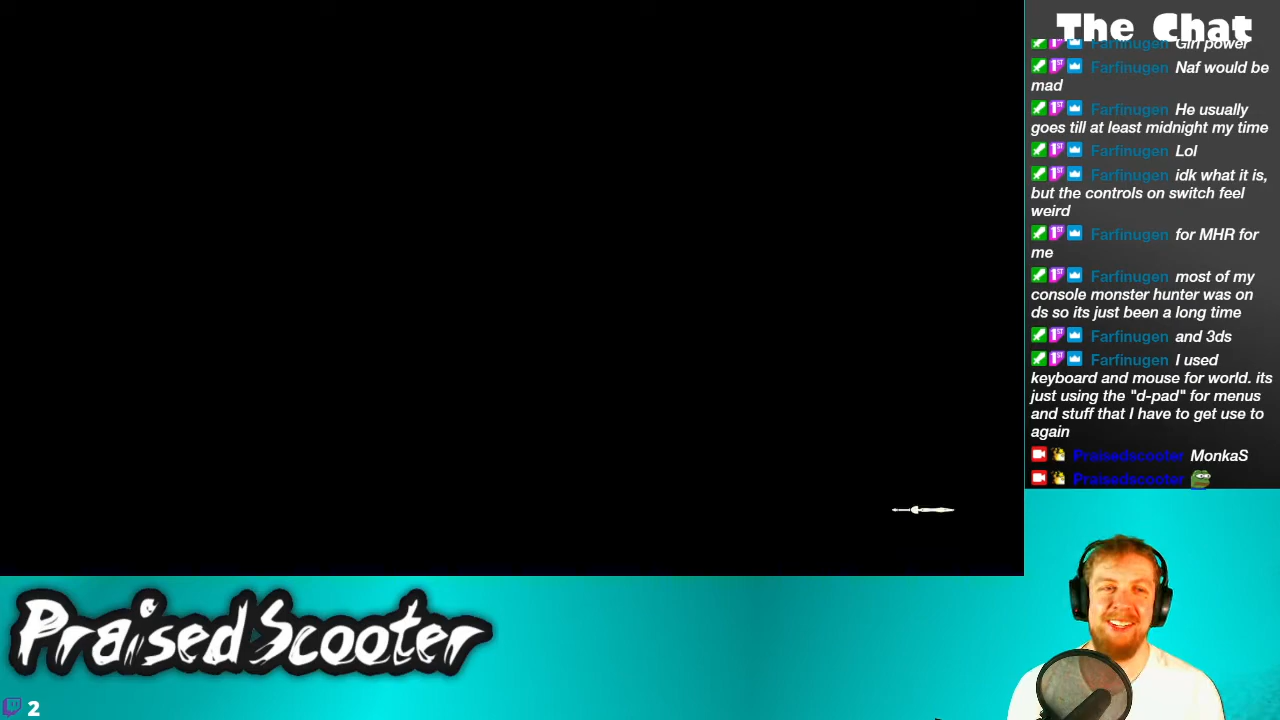 The Chat
Farfinugen Girl power
Farfinugen Naf would be
mad
Farfinugen He usually
goes till at least midnight my time
Farfinugen Lol
Farfinugen idk what it is,
but the controls on switch feel
weird
Farfinugen for MHR for
me
Farfinugen most of my
console monster hunter was on
ds so its just been a long time
Farfinugen and 3ds
Farfinugen I used
keyboard and mouse for world. its
just using the "d-pad" for menus
and stuff that I have to get use to
again
Praisedscooter MonkaS
Praisedscooter
PraisedScooter
2